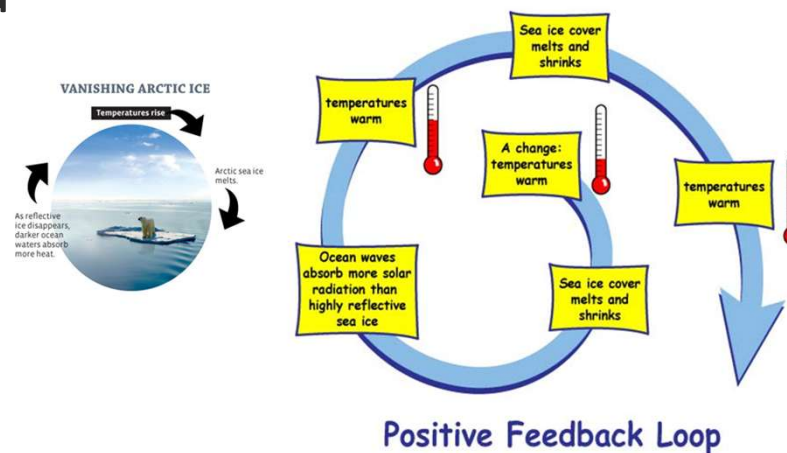 VANISHING ARCTIC ICE
Temperatures rise
Arctic sea ice
melts.
As reflective
ice disappears,
darker ocean
waters absorb
more heat.
Sea ice cover
melts and
shrinks
temperatures
warm
A change:
temperatures
warm
temperatures
warm
Ocean waves
absorb more solar
radiation than
highly reflective
sea ice
Sea ice cover
melts and
shrinks
Positive Feedback Loop